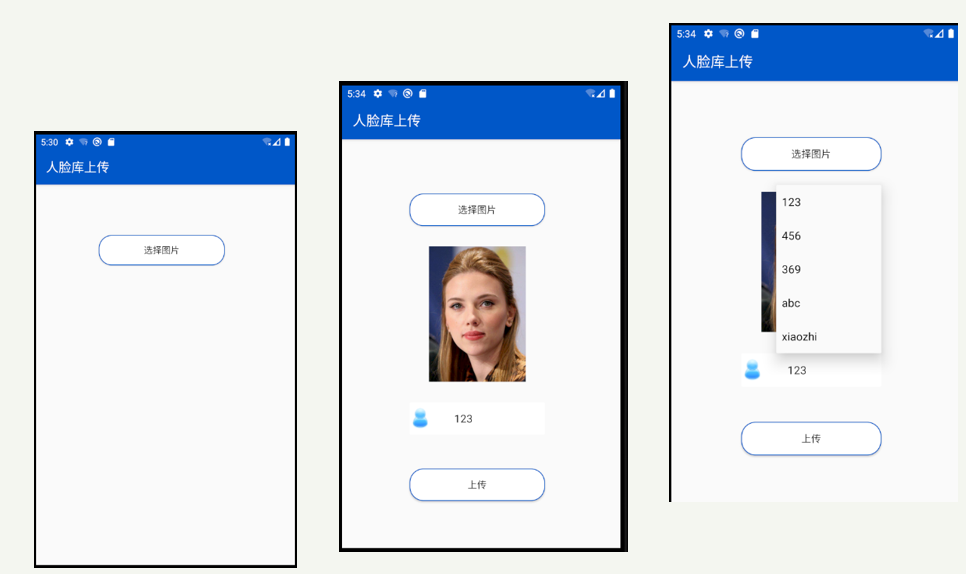 5:30
人脸库上传
选择图片
5:34
人脸库上传
选择图片
123
上传
5:34
人脸库上传
选择图片
123
456
369
abc
xiaozhi
123
上传